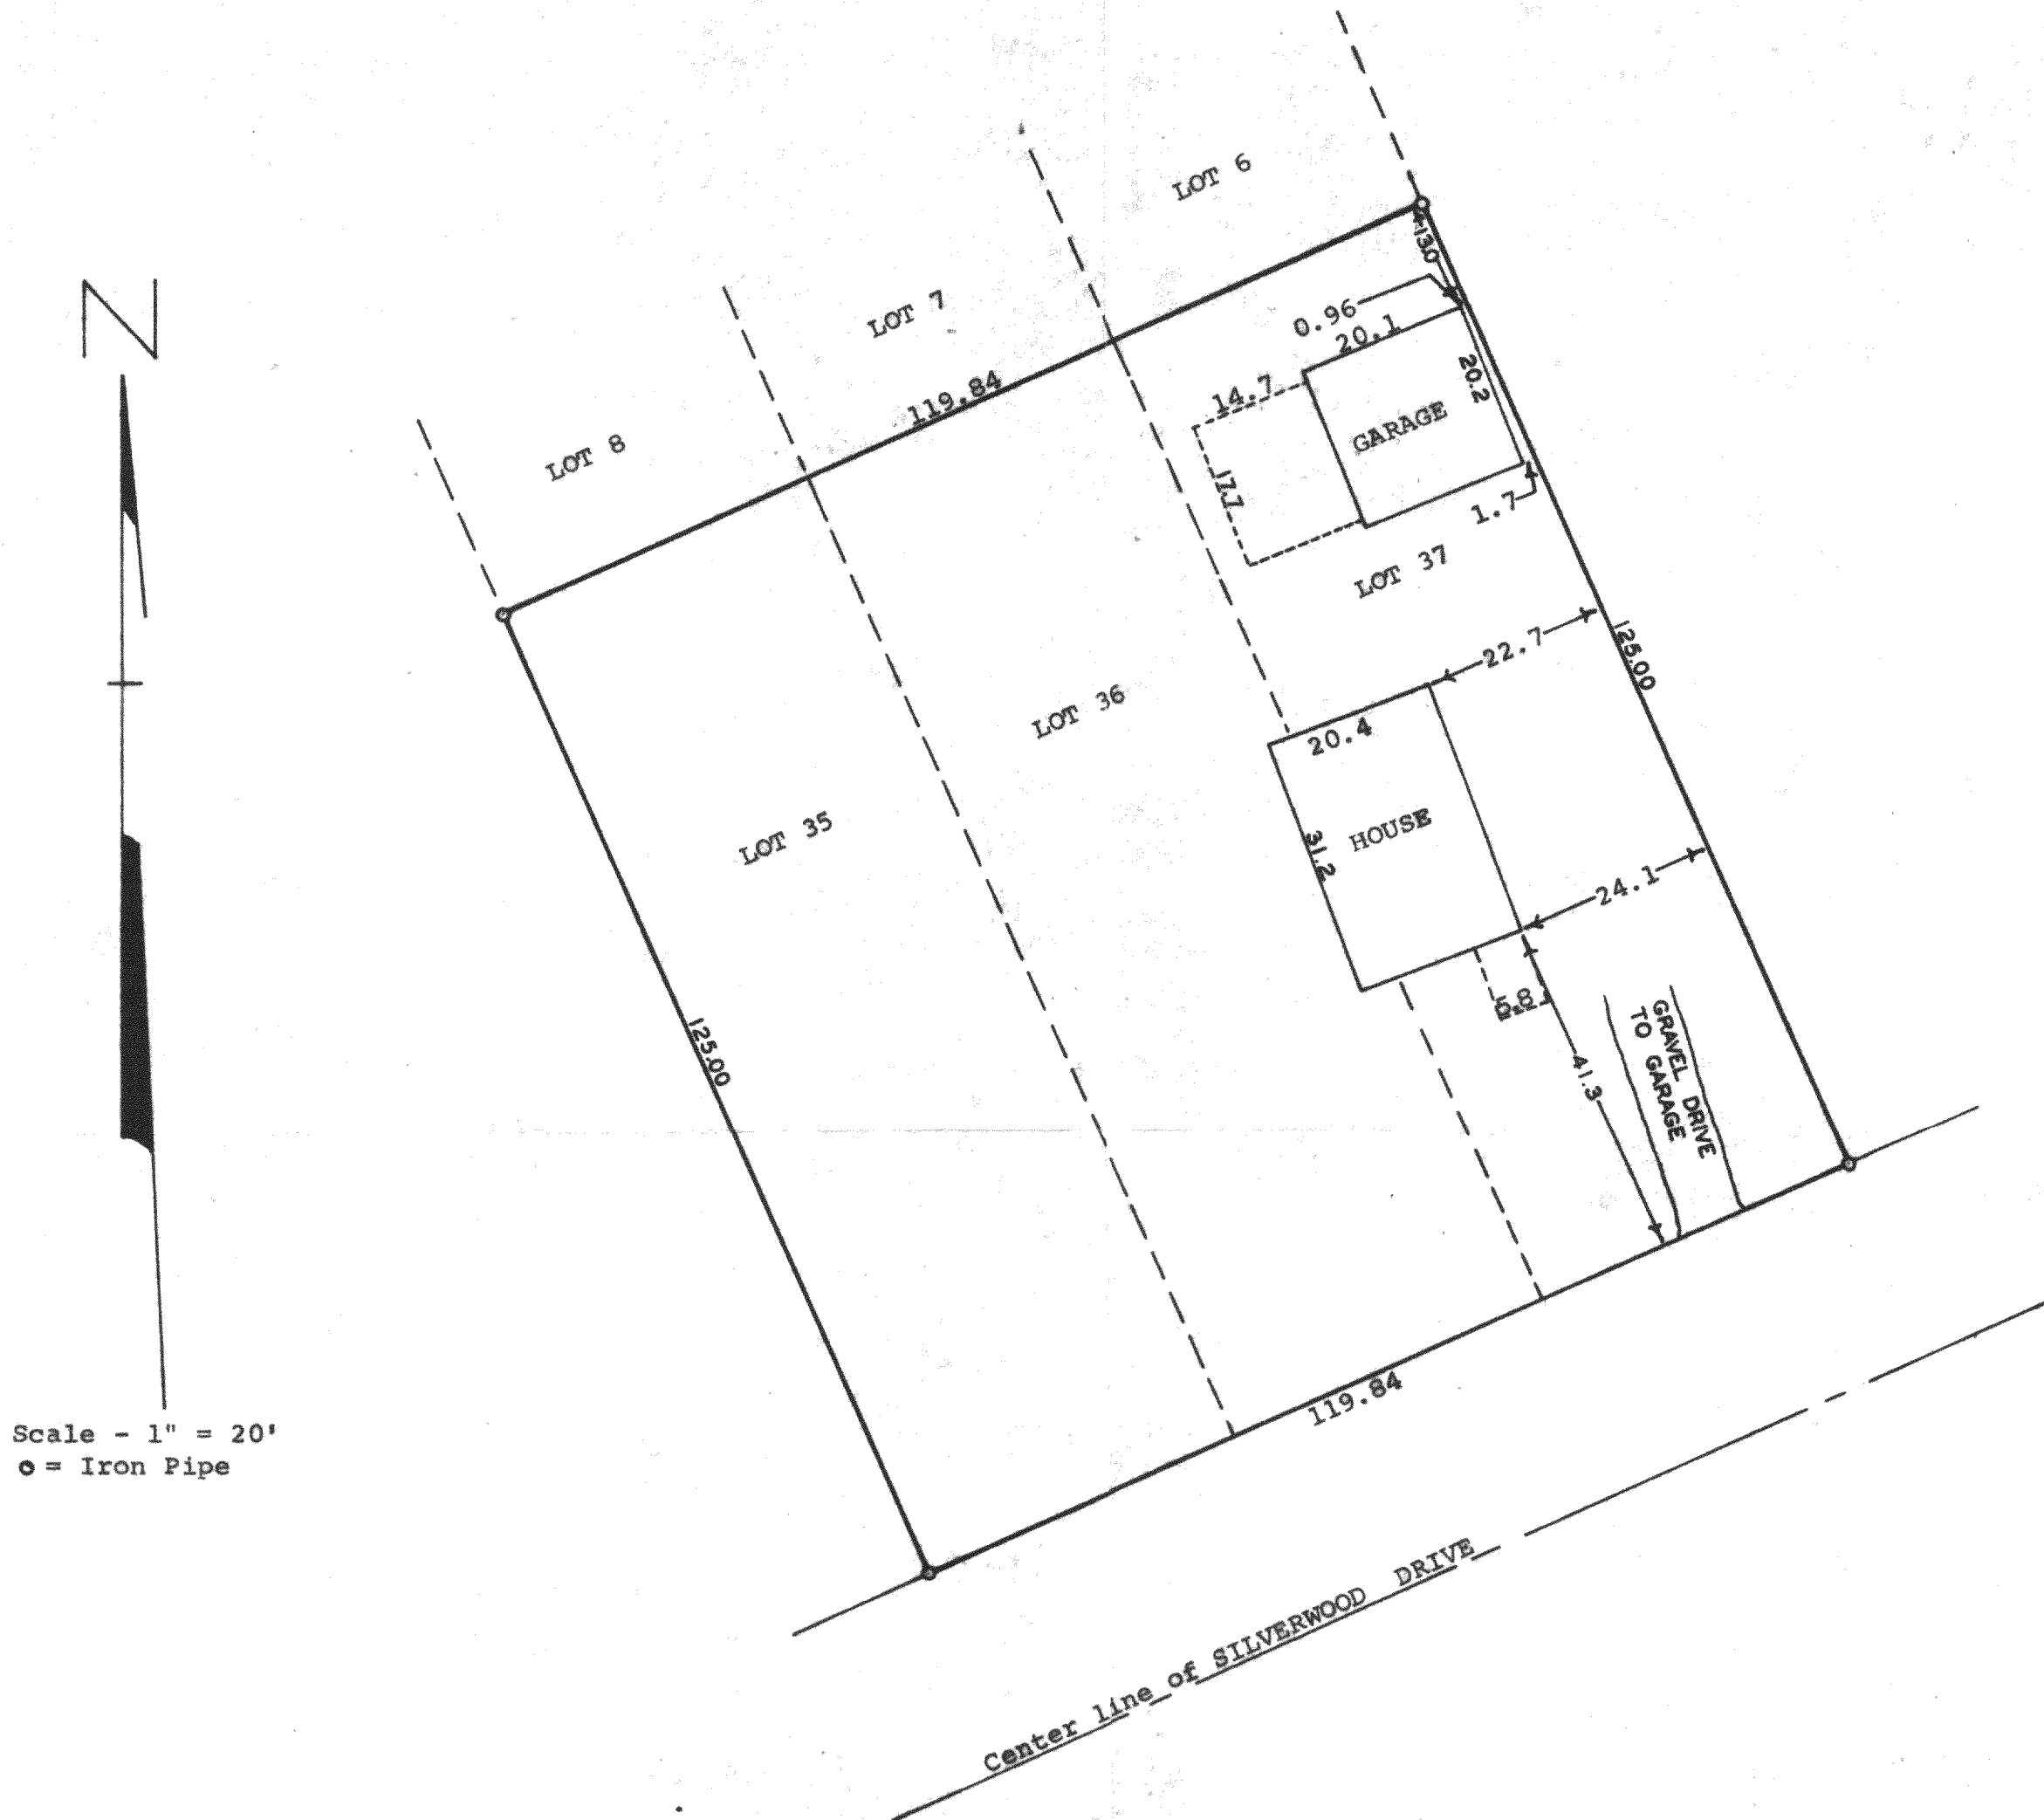 N
LOT 6
LOT 7
LOT 8
119.84
13.0
0.96
20.1
20.2
14.7
GARAGE
17.7
1.7
LOT 37
22.7
125.00
LOT 36
20.4
LOT 35
HOUSE
31.2
24.1
5.8
41.3
GRAVEL DRIVE
TO GARAGE
125.00
119.84
Scale - 1" = 20'
= Iron Pipe
Center line of SILVERWOOD DRIVE